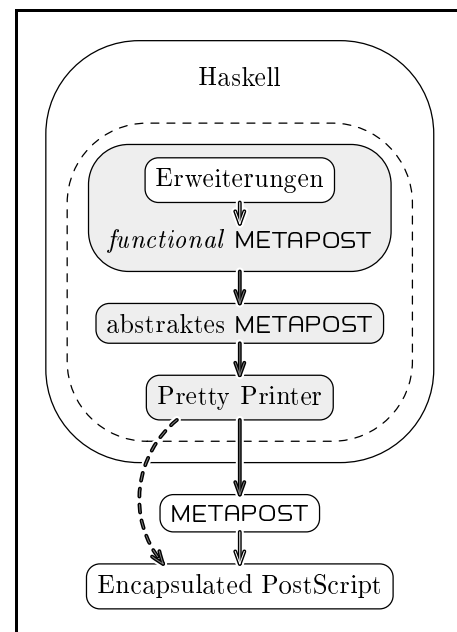 Haskell
Erweiterungen
functional METAPOST
abstraktes METAPOST
Pretty Printer
METAPOST
Encapsulated PostScript